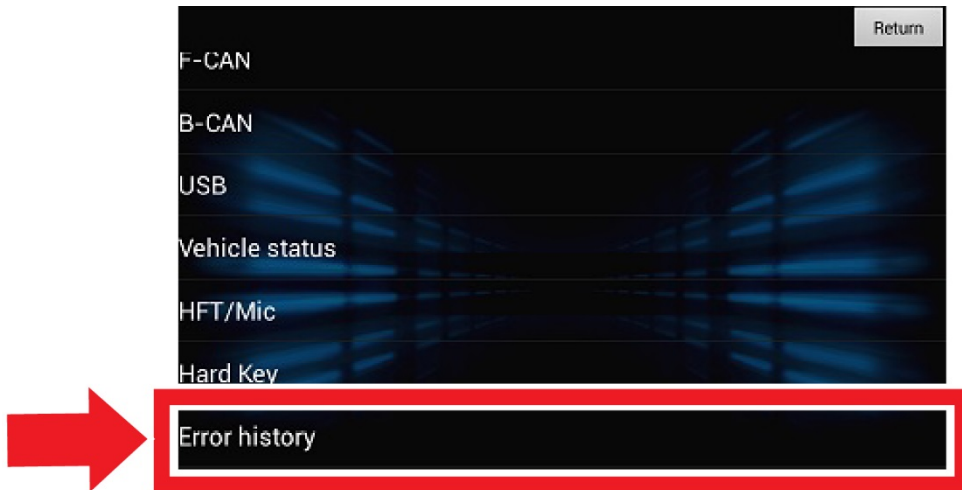 Return
F-CAN
B-CAN
USB
Vehicle status
HFT/Mic
Hard Key
Error history